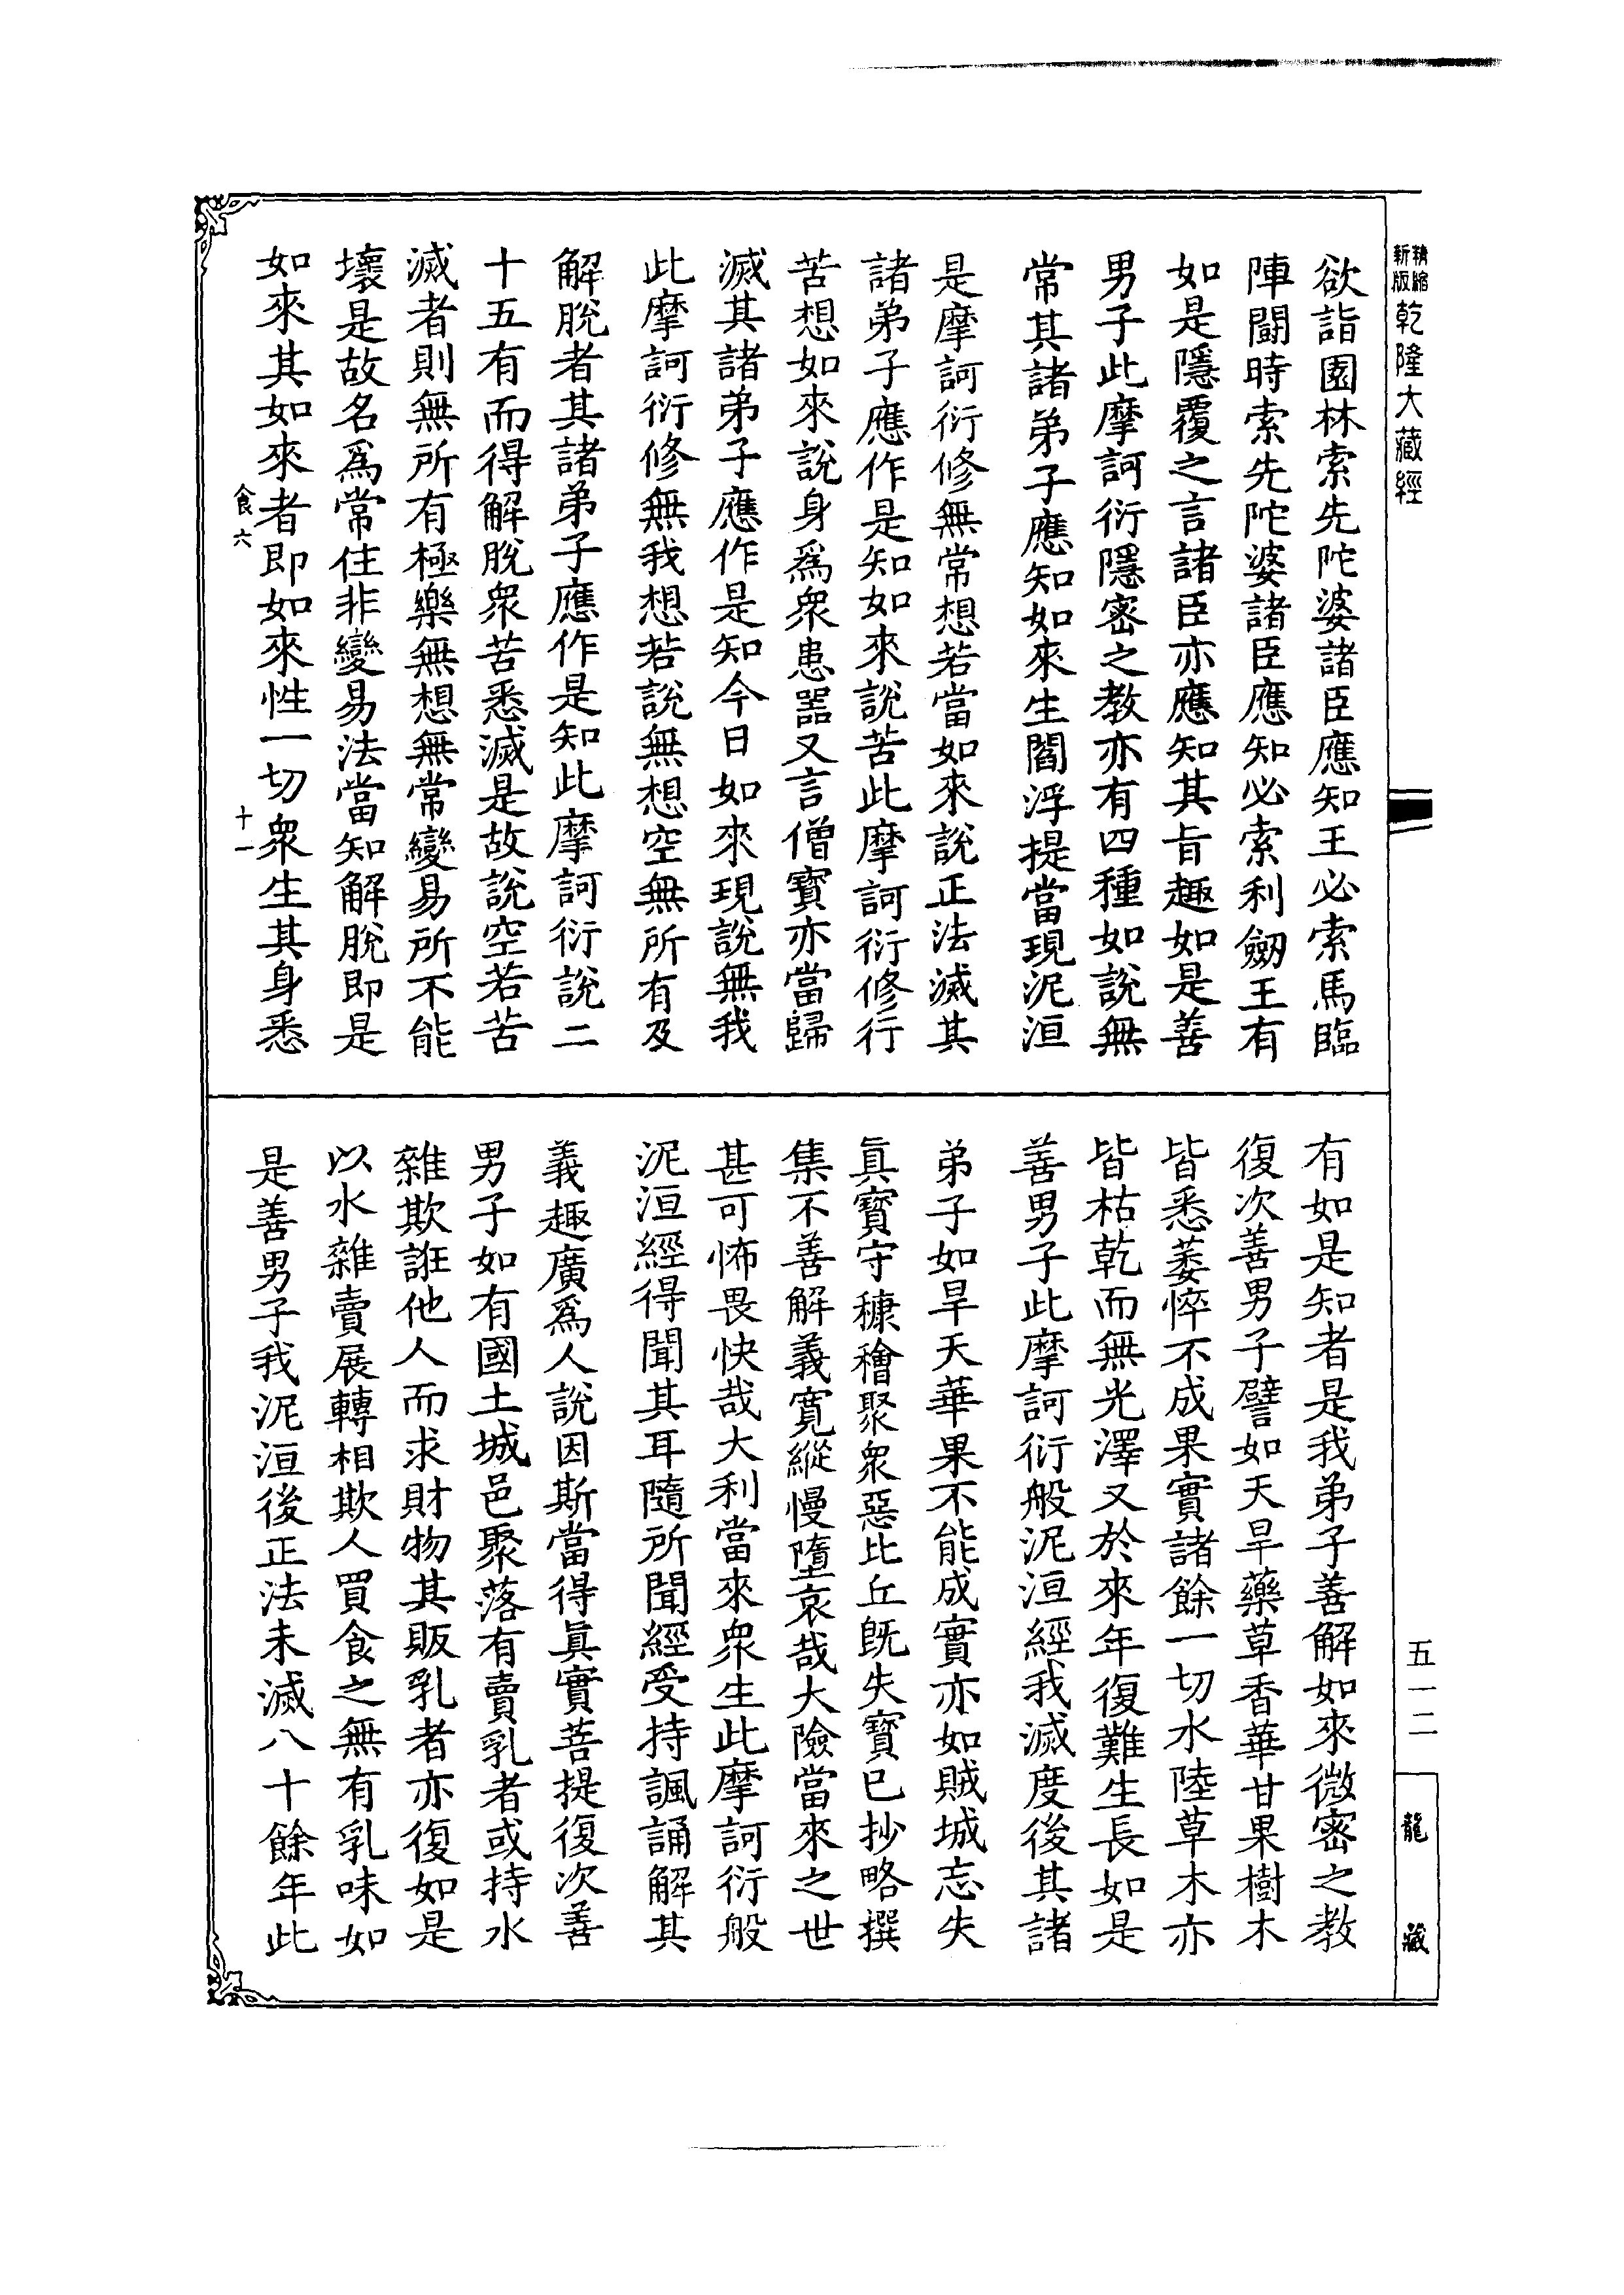 精縮新版乾隆大藏經
欲詣園林索先陀婆諸臣應知王必索馬臨
陣鬪時索先陀婆諸臣應知必索利劒王有
如是隱覆之言諸臣亦應知其旨趣如是善
男子此摩訶衍隱密之教亦有四種如說無
常其諸弟子應知如來生閻浮提當現泥洹
是摩訶衍修無常想若當如來說正法滅其
諸弟子應作是知如來說苦此摩訶衍修行
苦想如來說身爲衆患器又言僧寶亦當歸
滅其諸弟子應作是知今日如來現說無我
此摩訶衍修無我想若說無想空無所有及
解脫者其諸弟子應作是知此摩訶衍說二
十五有而得解脫衆苦悉滅是故說空若苦
滅者則無所有極樂無想無常變易所不能
壞是故名爲常住非變易法當知解脫即是
如來其如來者即如來性一切衆生其身悉
食六 十一
有如是知者是我弟子善解如來微密之教
復次善男子譬如天旱藥草香華甘果樹木
皆悉萎悴不成果實諸餘一切水陸草木亦
皆枯乾而無光澤又於來年復難生長如是
善男子此摩訶衍般泥洹經我滅度後其諸
弟子如旱天華果不能成實亦如賊城忘失
眞寶守穅穭聚衆惡比丘旣失寶已抄略撰
集不善解義寬縱慢墮哀哉大險當來之世
甚可怖畏快哉大利當來衆生此摩訶衍般
泥洹經得聞其耳隨所聞經受持諷誦解其
義趣廣爲人說因斯當得眞實菩提復次善
男子如有國土城邑聚落有賣乳者或持水
雜欺誑他人而求財物其販乳者亦復如是
以水雜賣展轉相欺人買食之無有乳味如
是善男子我泥洹後正法未滅八十餘年此
五一二
龍藏